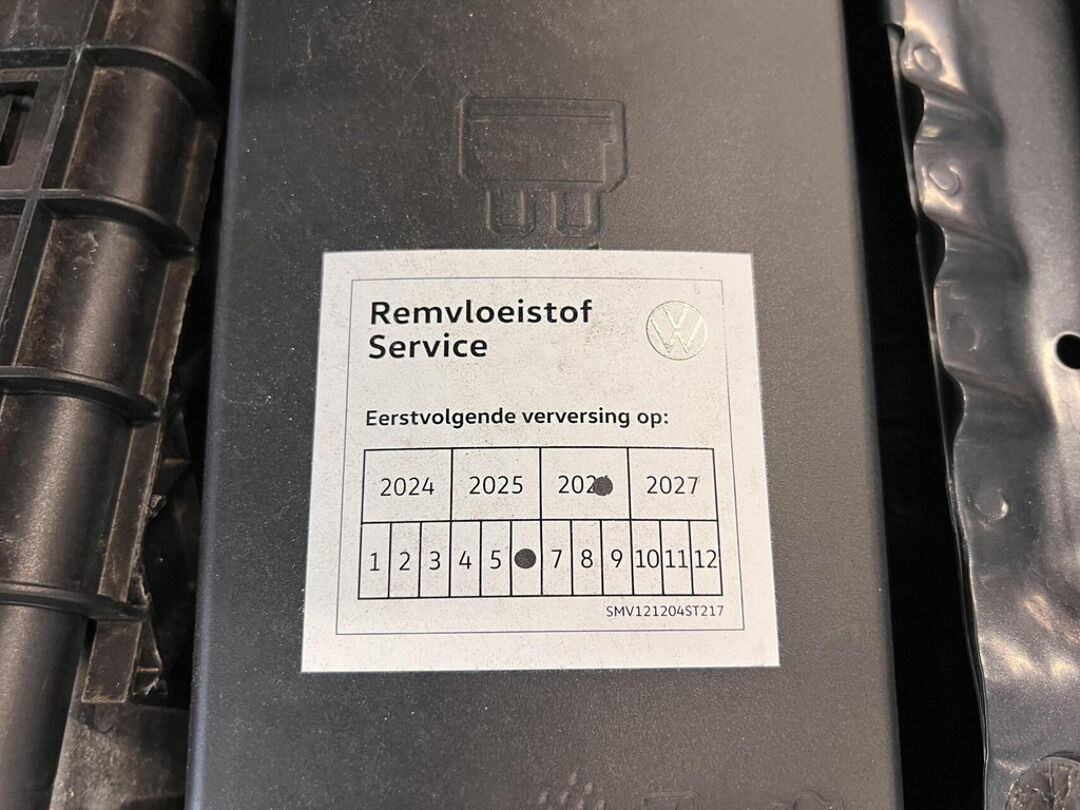 Remvloeistof
Service
Eerstvolgende verversing op:
2024 2025 202 2027
1 2 3 4 5 7 8 9 10 11 12
SMV121204ST217